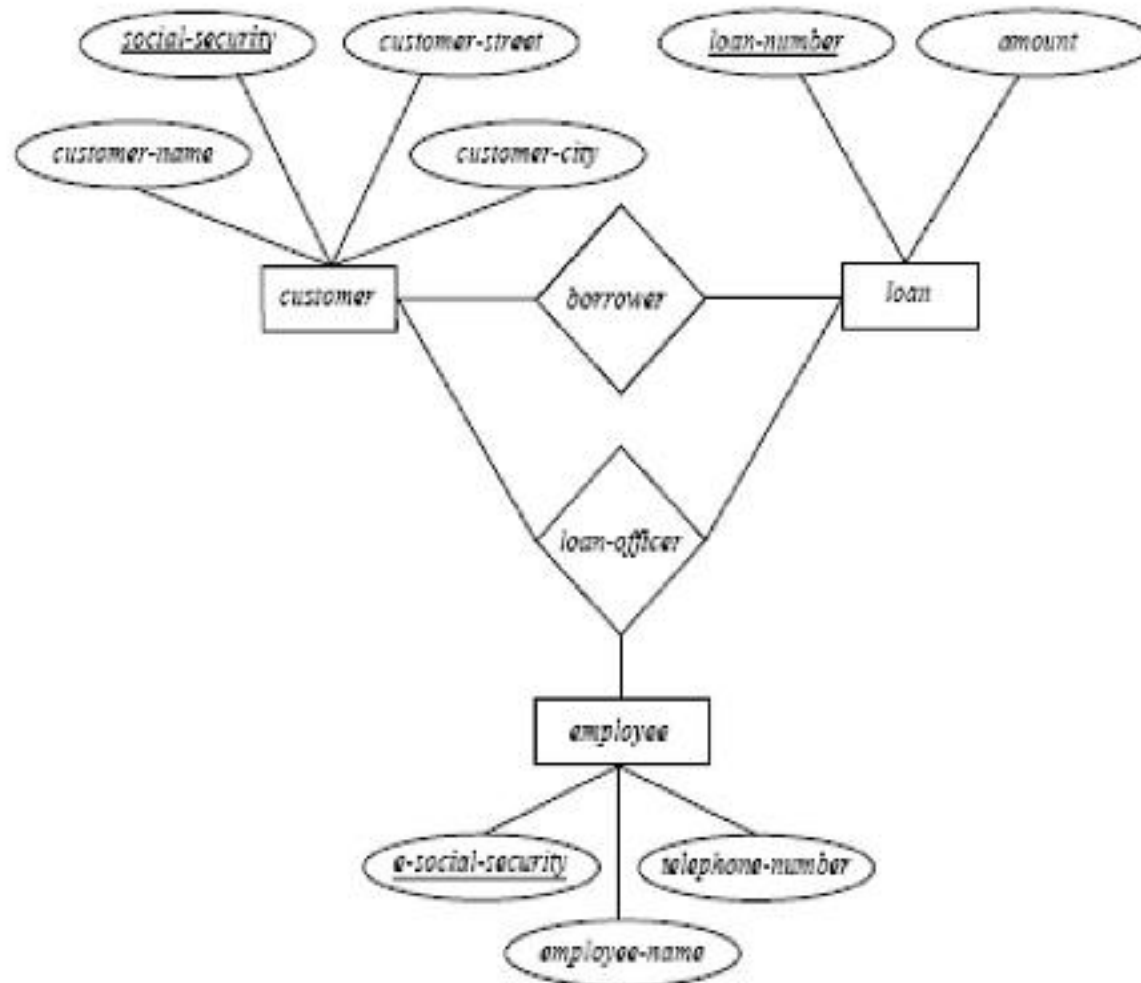 social-security
customer-street
loan-number
amount
customer-name
customer-city
customer
borrower
loan
loan-officer
employee
e-social-security
telephone-number
employee-name